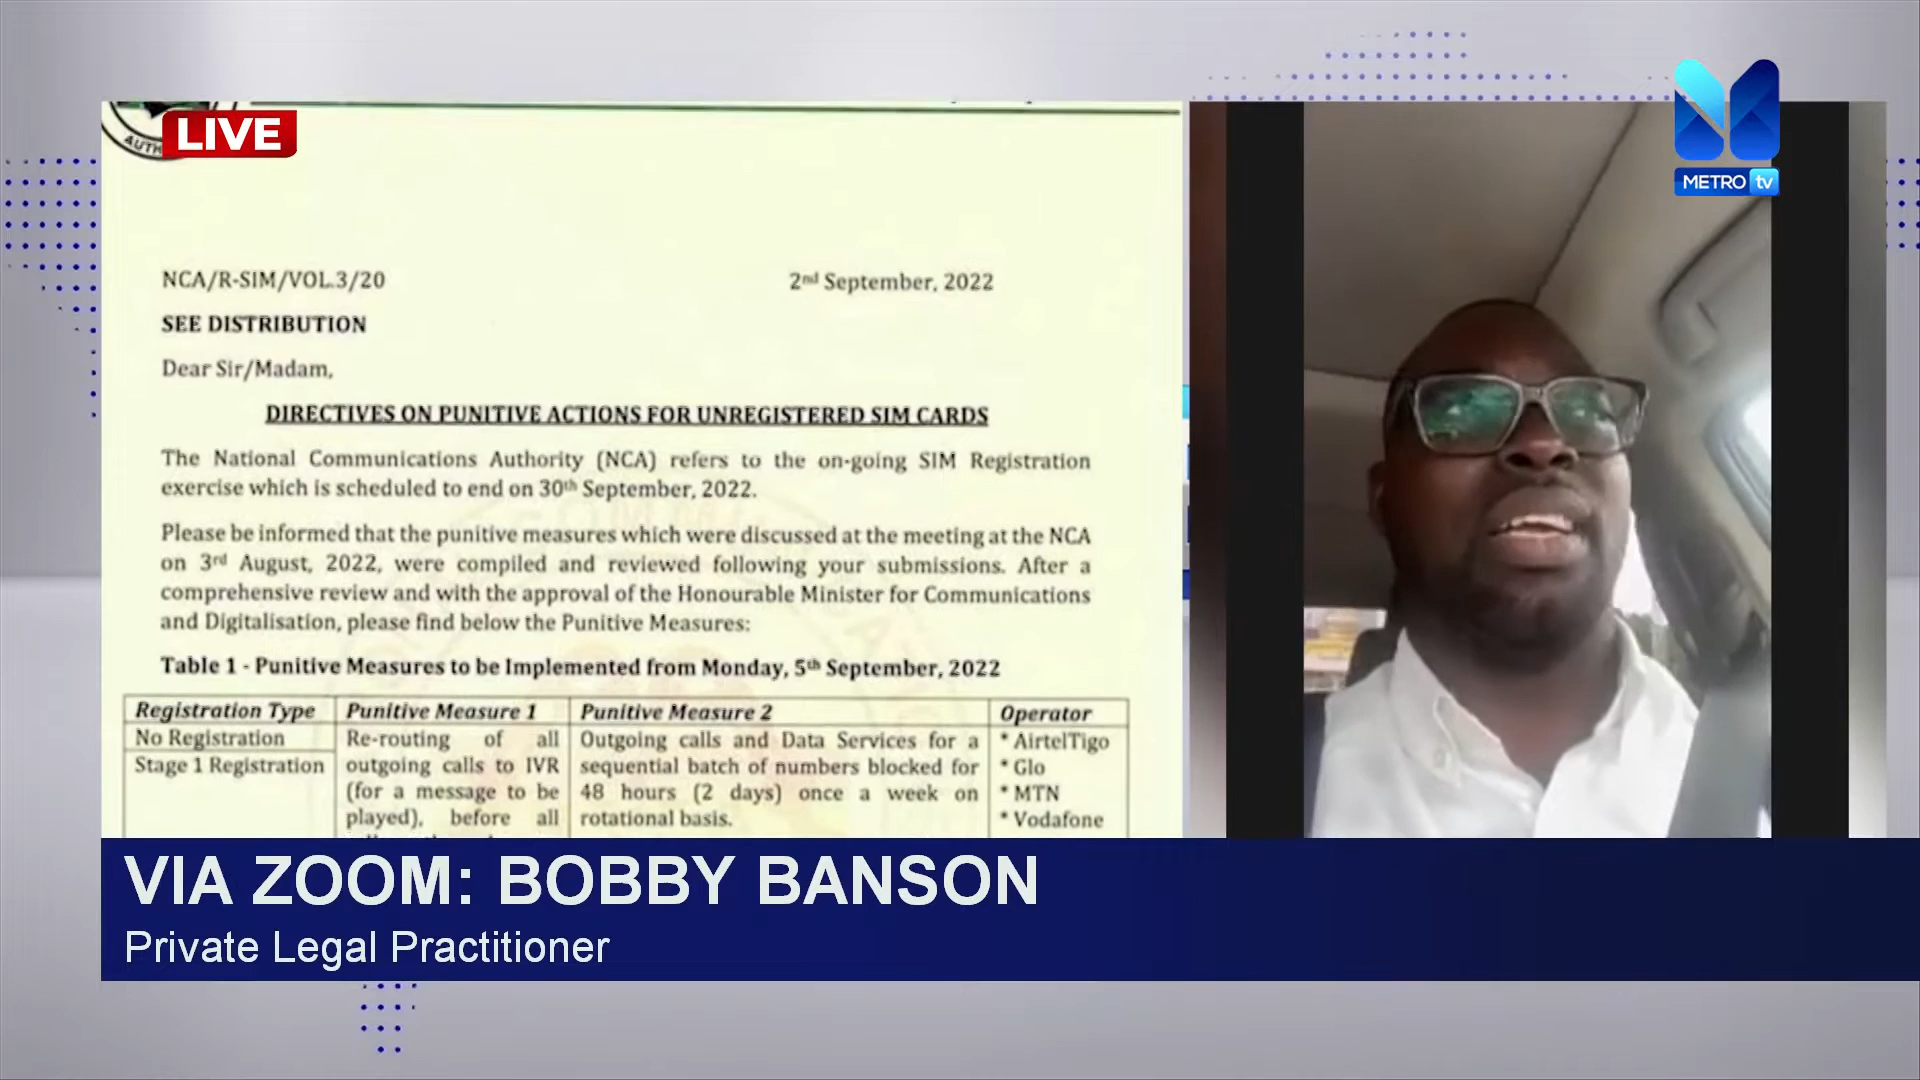 AUTH
LIVE
METRO tv
NCA/R-SIM/VOL.3/20
2nd September, 2022
SEE DISTRIBUTION
Dear Sir/Madam,
DIRECTIVES ON PUNITIVE ACTIONS FOR UNREGISTERED SIM CARDS
The National Communications Authority (NCA) refers to the on-going SIM Registration
exercise which is scheduled to end on 30th September, 2022.
Please be informed that the punitive measures which were discussed at the meeting at the NCA
on 3rd August, 2022, were compiled and reviewed following your submissions. After a
comprehensive review and with the approval of the Honourable Minister for Communications
and Digitalisation, please find below the Punitive Measures:
Table 1 - Punitive Measures to be Implemented from Monday, 5th September, 2022
Registration Type
No Registration
Stage 1 Registration
Punitive Measure 1
Re-routing of all
outgoing calls to IVR
(for a message to be
played), before all
Punitive Measure 2
Outgoing calls and Data Services for a
sequential batch of numbers blocked for
48 hours (2 days) once a week on
rotational basis.
Operator
* AirtelTigo
* Glo
* MTN
* Vodafone
VIA ZOOM: BOBBY BANSON
Private Legal Practitioner